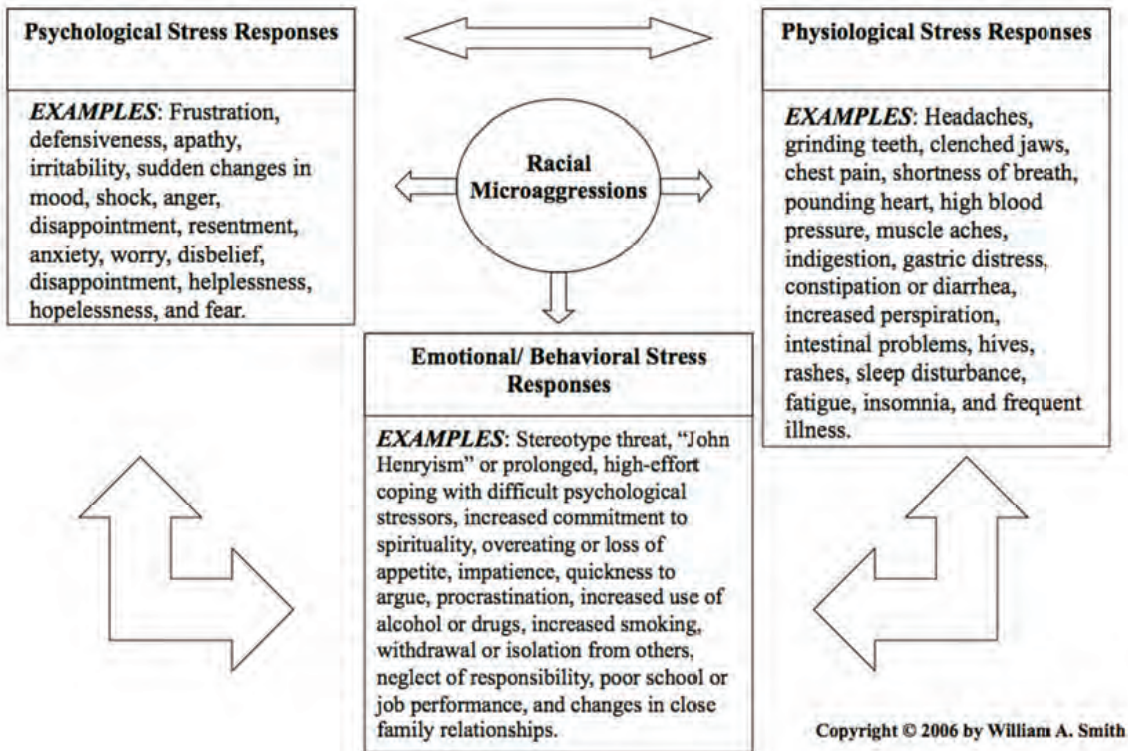 Psychological Stress Responses
EXAMPLES: Frustration,
defensiveness, apathy,
irritability, sudden changes in
mood, shock, anger,
disappointment, resentment,
anxiety, worry, disbelief,
disappointment, helplessness,
hopelessness, and fear.
Racial
Microaggressions
Physiological Stress Responses
EXAMPLES: Headaches,
grinding teeth, clenched jaws,
chest pain, shortness of breath,
pounding heart, high blood
pressure, muscle aches,
indigestion, gastric distress,
constipation or diarrhea,
increased perspiration,
intestinal problems, hives,
rashes, sleep disturbance,
fatigue, insomnia, and frequent
illness.
Emotional/ Behavioral Stress
Responses
EXAMPLES: Stereotype threat, “John
Henryism” or prolonged, high-effort
coping with difficult psychological
stressors, increased commitment to
spirituality, overeating or loss of
appetite, impatience, quickness to
argue, procrastination, increased use of
alcohol or drugs, increased smoking,
withdrawal or isolation from others,
neglect of responsibility, poor school or
job performance, and changes in close
family relationships.
Copyright © 2006 by William A. Smith